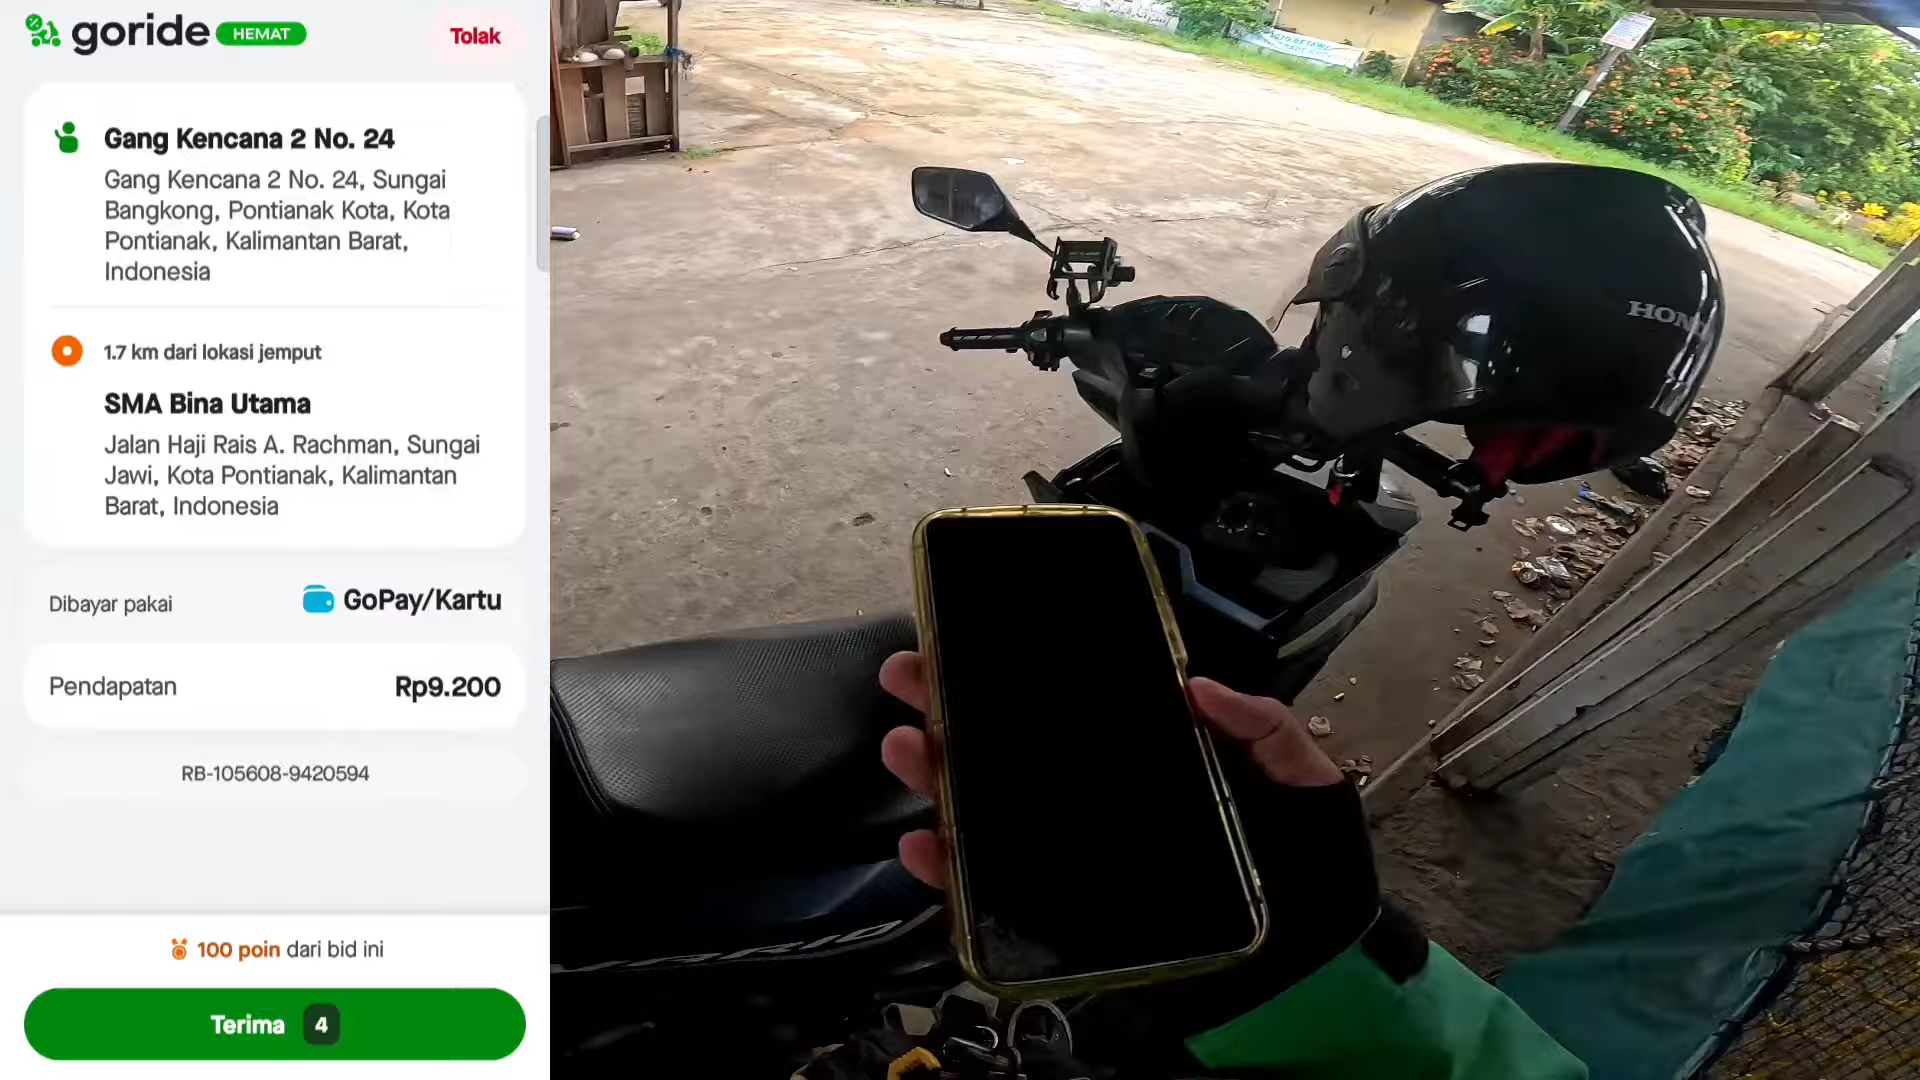 goride HEMAT
Tolak
Gang Kencana 2 No. 24
Gang Kencana 2 No. 24, Sungai
Bangkong, Pontianak Kota, Kota
Pontianak, Kalimantan Barat,
Indonesia
1.7 km dari lokasi jemput
SMA Bina Utama
Jalan Haji Rais A. Rachman, Sungai
Jawi, Kota Pontianak, Kalimantan
Barat, Indonesia
Dibayar pakai
GoPay/Kartu
Pendapatan
Rp9.200
RB-105608-9420594
100 poin dari bid ini
Terima 4